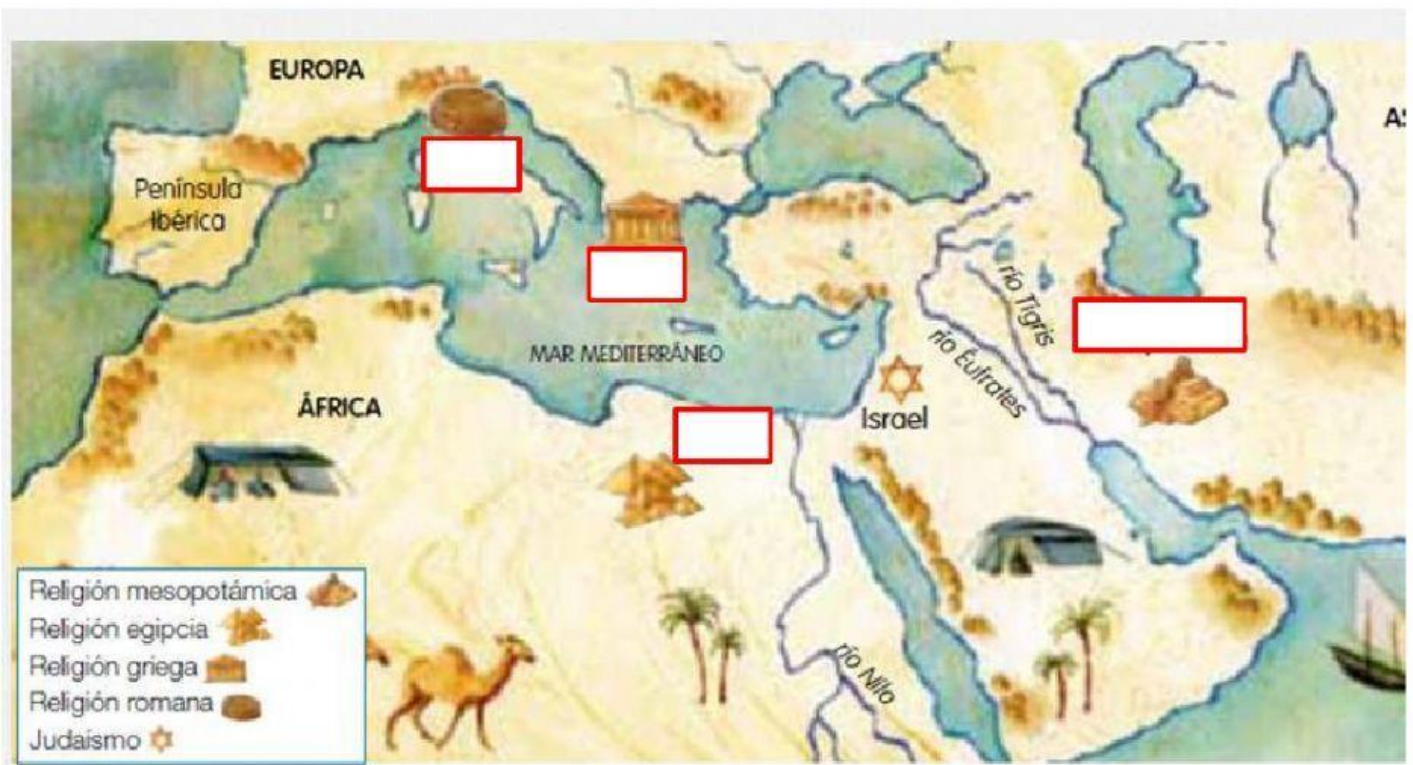 EUROPA
AS
Península
Ibérica
río Tigris
río Éufrates
MAR MEDITERRÁNEO
ÁFRICA
Israel
río Nilo
Religión mesopotámica
Religión egipcia
Religión griega
Religión romana
Judaísmo